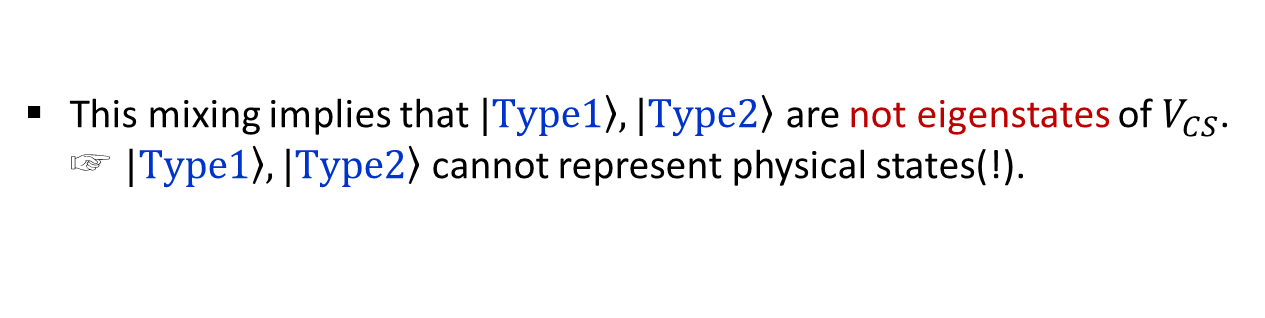 ▪ This mixing implies that |Type1⟩, |Type2⟩ are not eigenstates of V_CS.
☞ |Type1⟩, |Type2⟩ cannot represent physical states(!).